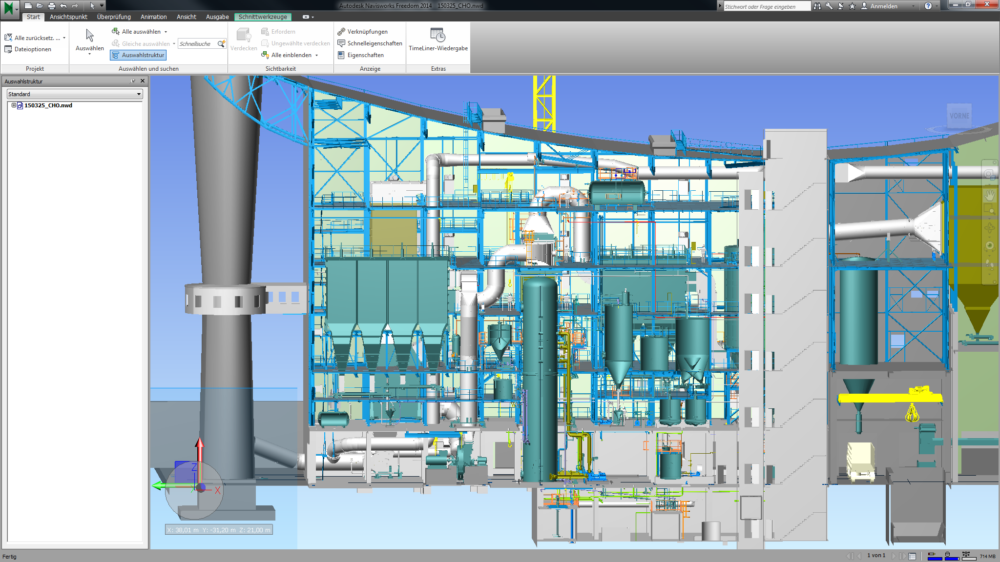 Autodesk Navisworks Freedom 2014 150325_CHO.nwd
Stichwort oder Frage eingeben
Anmelden
Start Ansichtspunkt Überprüfung Animation Ansicht Ausgabe Schnittwerkzeuge
Alle zurücksetz. ...
Dateioptionen
Projekt
Auswählen
Alle auswählen
Gleiche auswählen
Auswahlstruktur
Schnellsuche
Auswählen und suchen
Verdecken
Erfordern
Ungewählte verdecken
Alle einblenden
Sichtbarkeit
Verknüpfungen
Schnelleigenschaften
Eigenschaften
Anzeige
TimeLiner-Wiedergabe
Extras
Auswahlstruktur
Standard
150325_CHO.nwd
VORNE
Z
X
X: 38,01 m Y: -31,20 m Z: 21,00 m
Fertig
1 von 1
714 MB